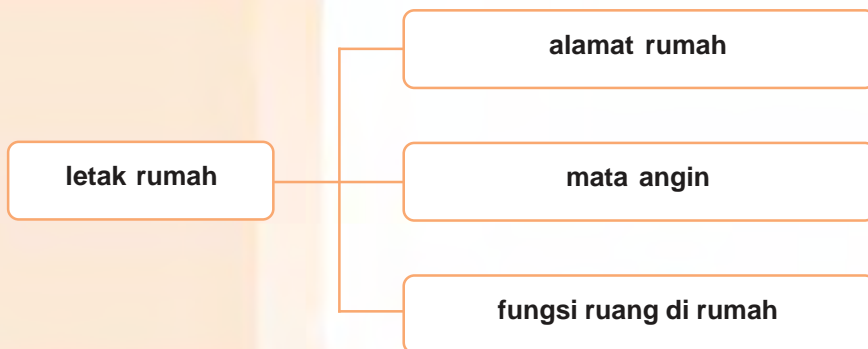 alamat rumah
letak rumah
mata angin
fungsi ruang di rumah